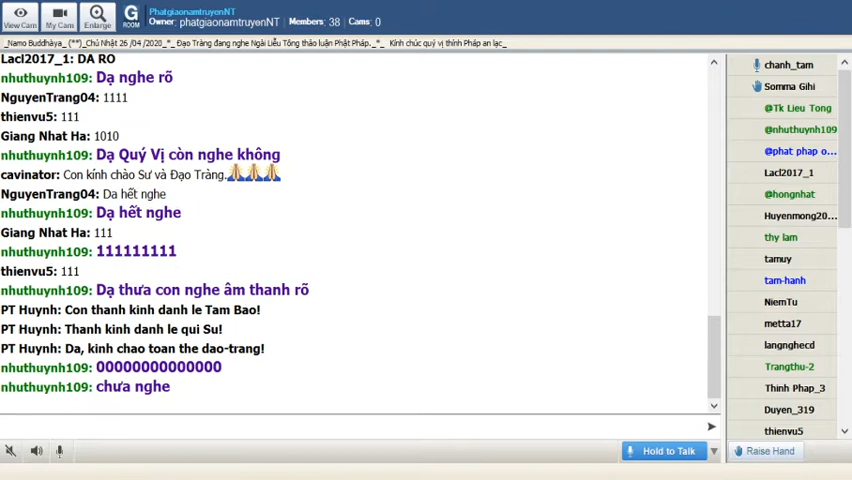 PhatgiaonamtruyenNT
Owner: phatgiaonamtruyenNT Members: 38 Cams: 0
View Cam My Cam Enlarge G ROOM
_Namo Buddhàya_ (**)_Chủ Nhật 26 /04 /2020_*_ Đạo Tràng đang nghe Ngài Liễu Tông thảo luận Phật Pháp._*_ Kính chúc quý vị thính Pháp an lạc_
Lacl2017_1: DA RO
nhuthuynh109: Dạ nghe rõ
NguyenTrang04: 1111
thienvu5: 111
Giang Nhat Ha: 1010
nhuthuynh109: Dạ Quý Vị còn nghe không
cavinator: Con kính chào Sư và Đạo Tràng.
NguyenTrang04: Da hết nghe
nhuthuynh109: Dạ hết nghe
Giang Nhat Ha: 111
nhuthuynh109: 111111111
thienvu5: 111
nhuthuynh109: Dạ thưa con nghe âm thanh rõ
PT Huynh: Con thanh kinh danh le Tam Bao!
PT Huynh: Thanh kinh danh le qui Su!
PT Huynh: Da, kinh chao toan the dao-trang!
nhuthuynh109: 00000000000000
nhuthuynh109: chưa nghe
chanh_tam
Somma Gihi
@Tk Lieu Tong
@nhuthuynh109
@phat phap o...
Lacl2017_1
@hongnhat
Huyenmong20...
thy lam
tamuy
tam-hanh
NiemTu
metta17
langnghecd
Trangthu-2
Thinh Phap_3
Duyen_319
thienvu5
Hold to Talk
Raise Hand